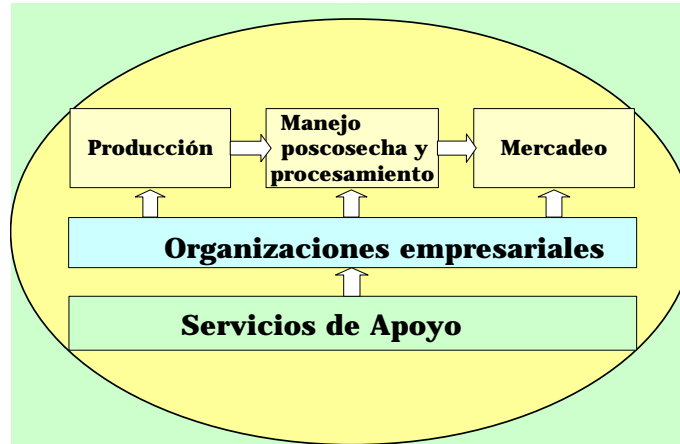 Producción
Manejo
poscosecha y
procesamiento
Mercadeo
Organizaciones empresariales
Servicios de Apoyo